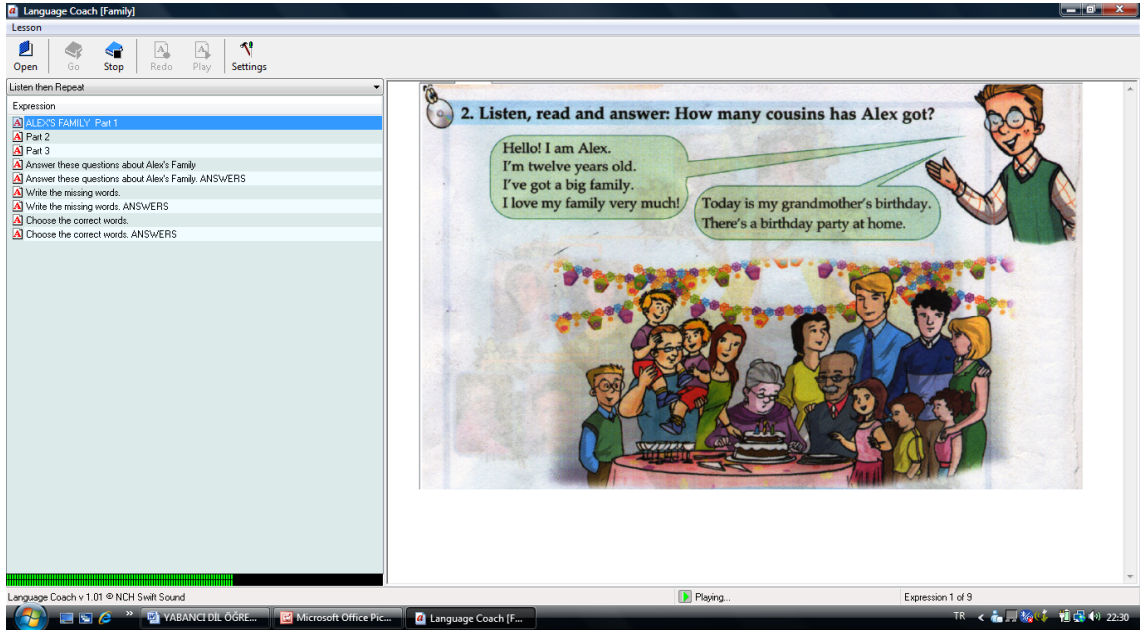 Language Coach [Family]
Lesson
Open Go Stop Redo Play Settings
Listen then Repeat
Expression
ALEX'S FAMILY Part 1
Part 2
Part 3
Answer these questions about Alex's Family
Answer these questions about Alex's Family. ANSWERS
Write the missing words.
Write the missing words. ANSWERS
Choose the correct words.
Choose the correct words. ANSWERS
2. Listen, read and answer: How many cousins has Alex got?
Hello! I am Alex.
I'm twelve years old.
I've got a big family.
I love my family very much!
Today is my grandmother's birthday.
There's a birthday party at home.
Language Coach v 1.01 © NCH Swift Sound
Playing...
Expression 1 of 9
YABANCI DİL ÖĞRE...
Microsoft Office Pic...
Language Coach [F...
TR
22:30